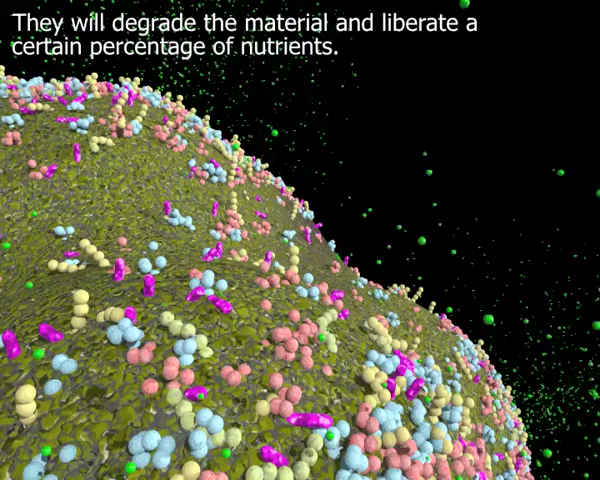 They will degrade the material and liberate a
certain percentage of nutrients.